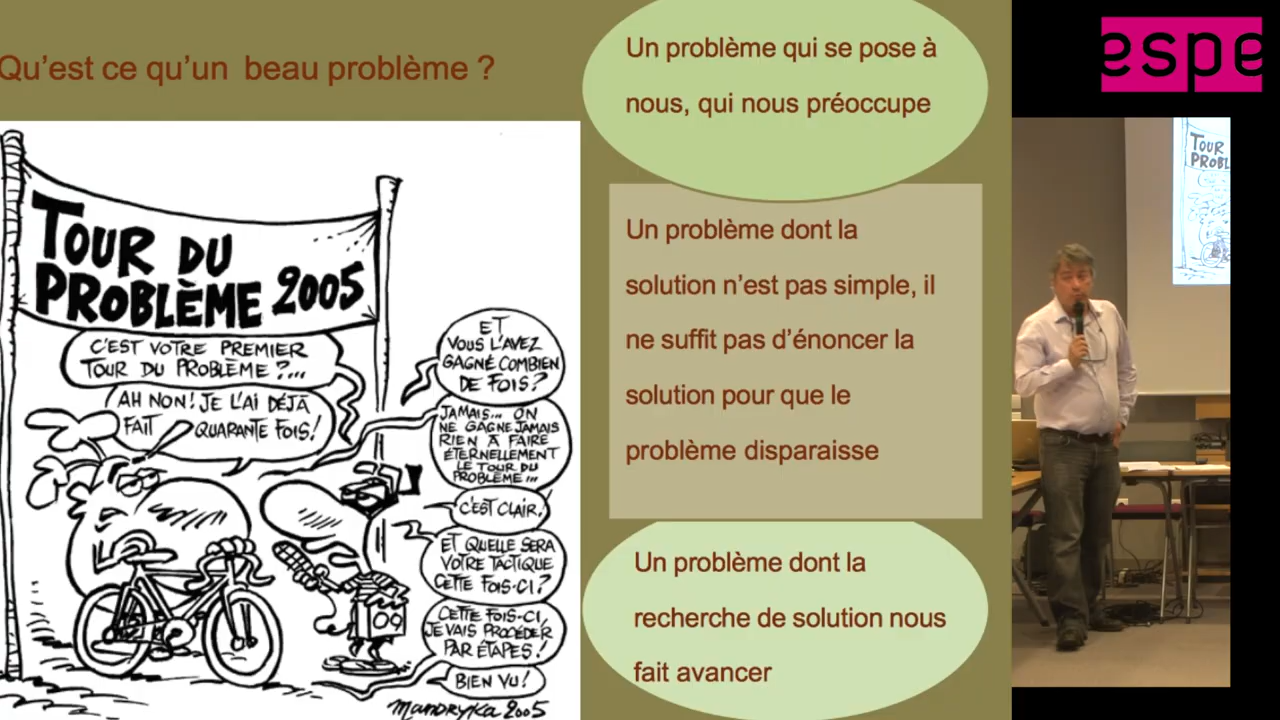 Qu'est ce qu'un beau problème ?
TOUR DU
PROBLÈME 2005
C'EST VOTRE PREMIER
TOUR DU PROBLÈME ?...
AH NON ! JE L'AI DÉJÀ
FAIT QUARANTE FOIS !
ET
VOUS L'AVEZ
GAGNÉ COMBIEN
DE FOIS ?
JAMAIS... ON
NE GAGNE JAMAIS
RIEN À FAIRE
ÉTERNELLEMENT
LE TOUR DU
PROBLÈME...
C'EST CLAIR.
ET QUELLE SERA
VOTRE TACTIQUE
CETTE FOIS-CI ?
CETTE FOIS-CI,
JE VAIS PROCÉDER
PAR ÉTAPES !
BIEN VU !
09
MANDRYKA 2005
Un problème qui se pose à
nous, qui nous préoccupe
Un problème dont la
solution n'est pas simple, il
ne suffit pas d'énoncer la
solution pour que le
problème disparaisse
Un problème dont la
recherche de solution nous
fait avancer
espe
TOUR
PROBL